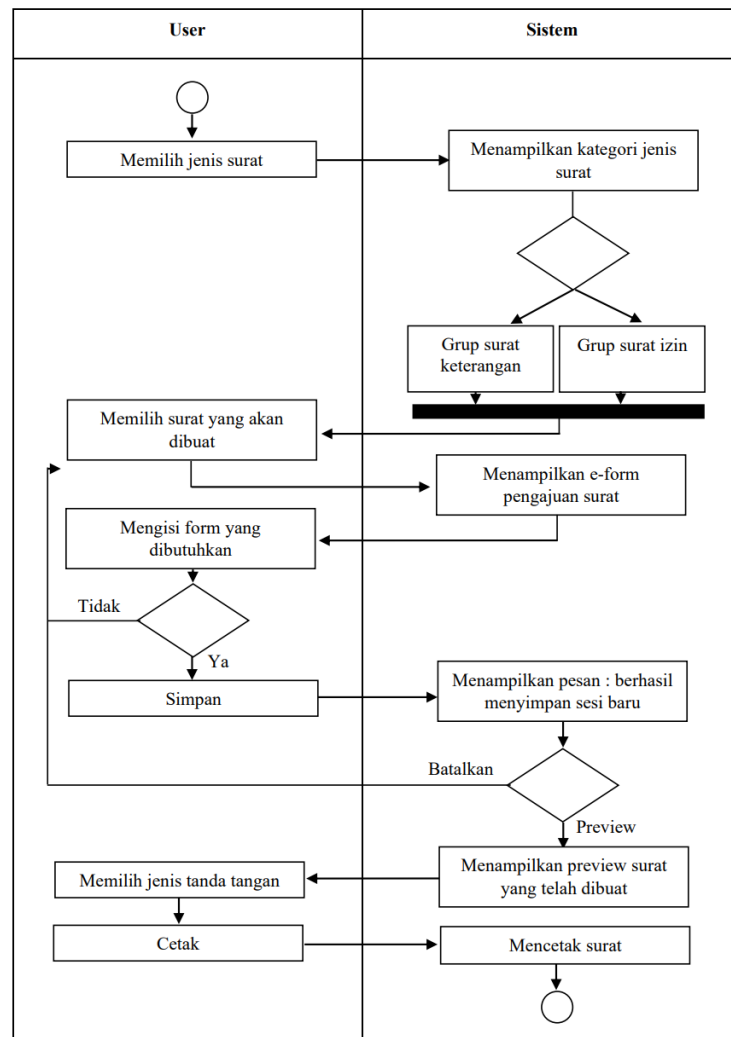 User
Sistem
Memilih jenis surat
Menampilkan kategori jenis
surat
Grup surat
keterangan
Grup surat izin
Memilih surat yang akan
dibuat
Menampilkan e-form
pengajuan surat
Mengisi form yang
dibutuhkan
Tidak
Ya
Simpan
Menampilkan pesan : berhasil
menyimpan sesi baru
Batalkan
Preview
Menampilkan preview surat
yang telah dibuat
Memilih jenis tanda tangan
Cetak
Mencetak surat